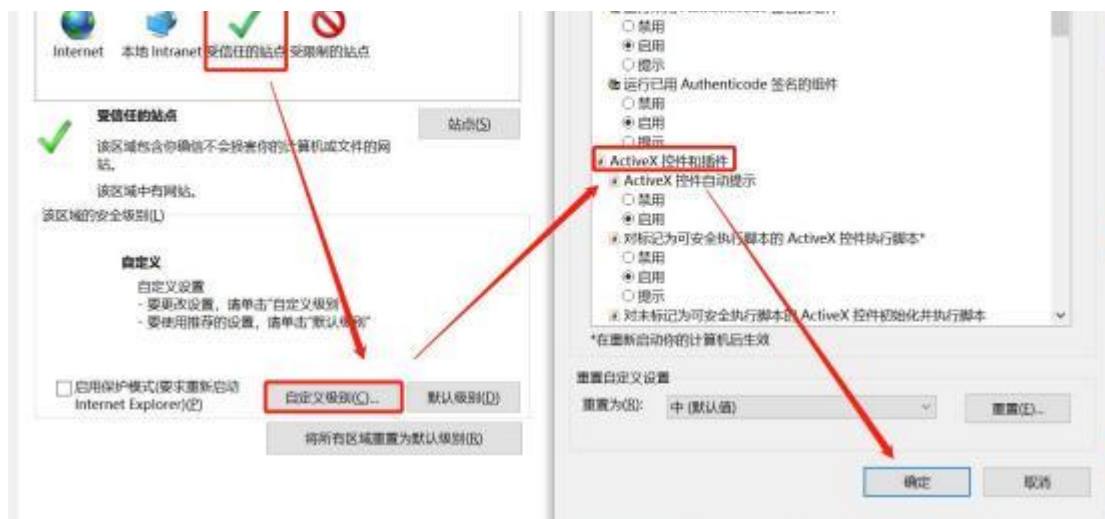 Internet
本地 Intranet
受信任的站点
受限制的站点
受信任的站点
站点(S)
该区域包含你确信不会损害你的计算机或文件的网
站。
该区域中有网站。
该区域的安全级别(L)
自定义
自定义设置
- 要更改设置，请单击"自定义级别"
- 要使用推荐的设置，请单击"默认级别"
启用保护模式(要求重新启动
Internet Explorer)(P)
自定义级别(C)...
默认级别(D)
将所有区域重置为默认级别(R)
禁用
启用
提示
运行已用 Authenticode 签名的组件
禁用
启用
提示
ActiveX 控件和插件
ActiveX 控件自动提示
禁用
启用
对标记为可安全执行脚本的 ActiveX 控件执行脚本*
禁用
启用
提示
对未标记为可安全执行脚本的 ActiveX 控件初始化并执行脚本
*在重新启动你的计算机后生效
重置自定义设置
重置为(R):
中 (默认值)
重置(E)...
确定
取消